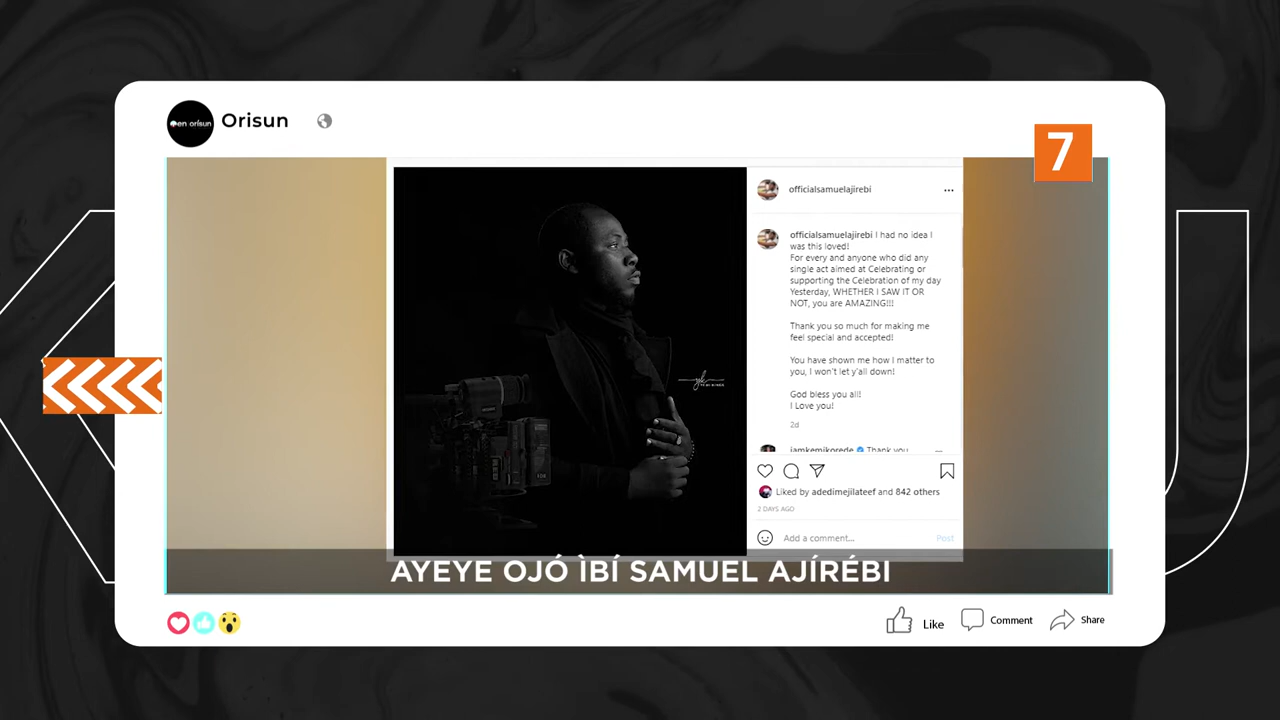 en orisun
Orisun
7
officialsamuelajirebi
officialsamuelajirebi I had no idea I
was this loved!
For every and anyone who did any
single act aimed at Celebrating or
supporting the Celebration of my day
Yesterday, WHETHER I SAW IT OR
NOT, you are AMAZING!!!
Thank you so much for making me
feel special and accepted!
You have shown me how I matter to
you, I won't let y'all down!
God bless you all!
I Love you!
2d
iamkemikorede Thank you
Liked by adedimejilateef and 842 others
2 DAYS AGO
Add a comment...
Post
AYEYE OJÓ ÌBÍ SAMUEL AJÍRÉBI
Like
Comment
Share